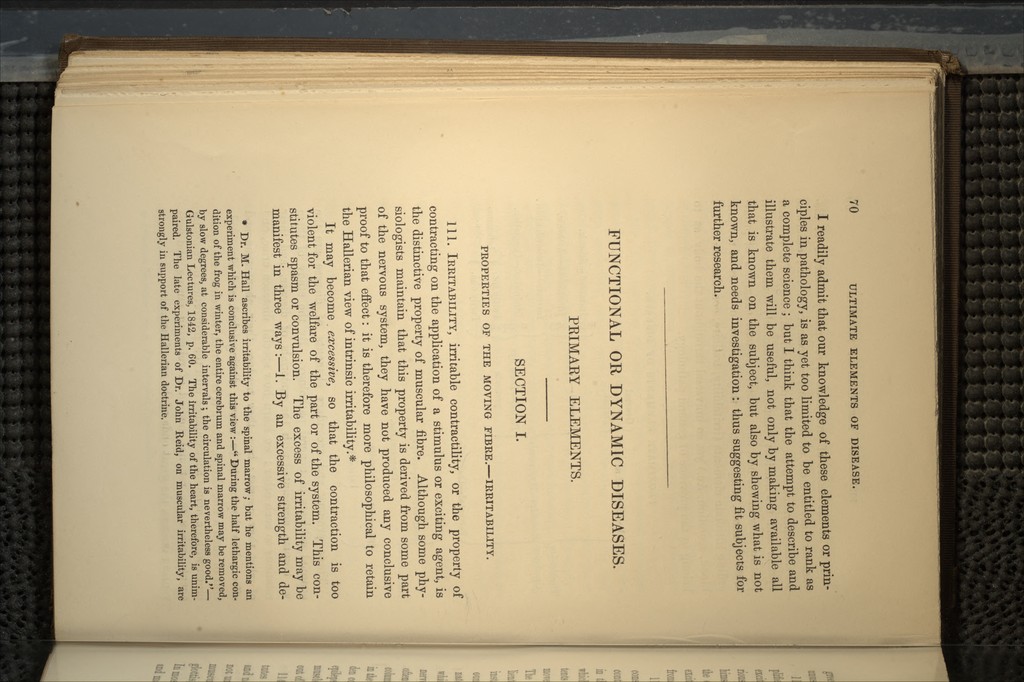 70 ULTIMATE ELEMENTS OF DISEASE.
I readily admit that our knowledge of these elements or prin-
ciples in pathology, is as yet too limited to be entitled to rank as
a complete science; but I think that the attempt to describe and
illustrate them will be useful, not only by making available all
that is known on the subject, but also by shewing what is not
known, and needs investigation: thus suggesting fit subjects for
further research.
FUNCTIONAL OR DYNAMIC DISEASES.
PRIMARY ELEMENTS.
SECTION I.
PROPERTIES OF THE MOVING FIBRE.—IRRITABILITY.
111. IRRITABILITY, irritable contractility, or the property of
contracting on the application of a stimulus or exciting agent, is
the distinctive property of muscular fibre. Although some phy-
siologists maintain that this property is derived from some part
of the nervous system, they have not produced any conclusive
proof to that effect: it is therefore more philosophical to retain
the Hallerian view of intrinsic irritability.*
It may become excessive, so that the contraction is too
violent for the welfare of the part or of the system. This con-
stitutes spasm or convulsion. The excess of irritability may be
manifest in three ways:—1. By an excessive strength and de-
* Dr. M. Hall ascribes irritability to the spinal marrow; but he mentions an
experiment which is conclusive against this view:—“During the half lethargic con-
dition of the frog in winter, the entire cerebrum and spinal marrow may be removed,
by slow degrees, at considerable intervals; the circulation is nevertheless good.”—
Gulstonian Lectures, 1842, p. 60. The irritability of the heart, therefore, is unim-
paired. The late experiments of Dr. John Reid, on muscular irritability, are
strongly in support of the Hallerian doctrine.